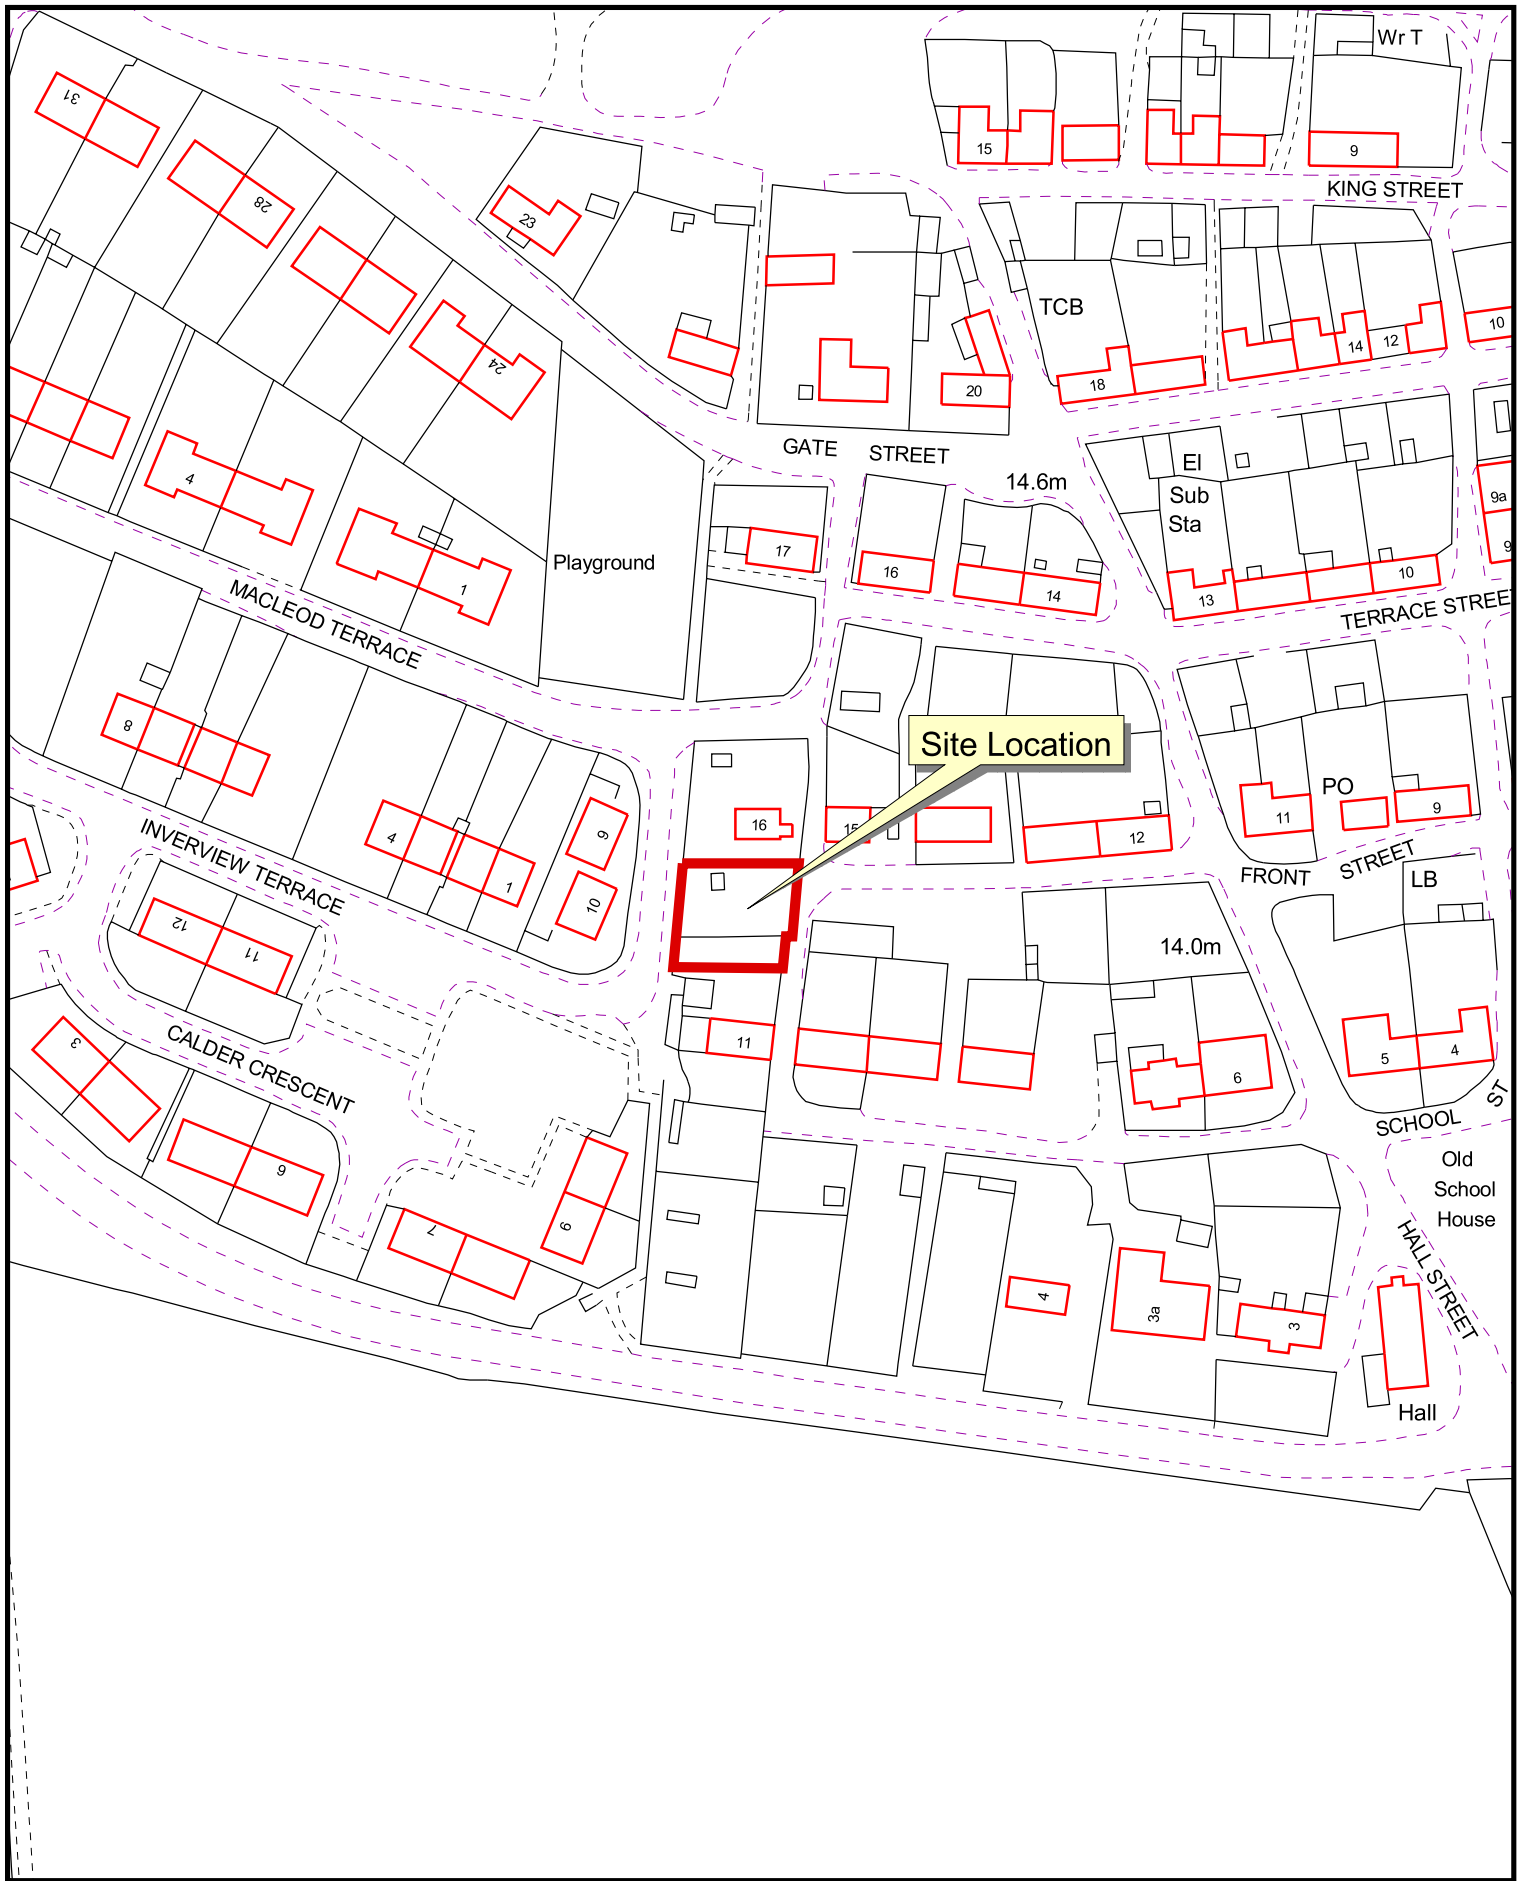 Wr T
31
15
9
KING STREET
28
23
TCB
14
12
10
24
18
20
GATE STREET
14.6m
El
Sub
Sta
9a
9
4
17
16
14
10
13
1
Playground
MACLEOD TERRACE
TERRACE STREET
8
Site Location
16
15
12
PO
11
9
4
1
9
10
INVERVIEW TERRACE
FRONT STREET
LB
12
11
14.0m
3
CALDER CRESCENT
11
6
5
4
SCHOOL ST
9
7
6
Old
School
House
4
3a
3
HALL STREET
Hall